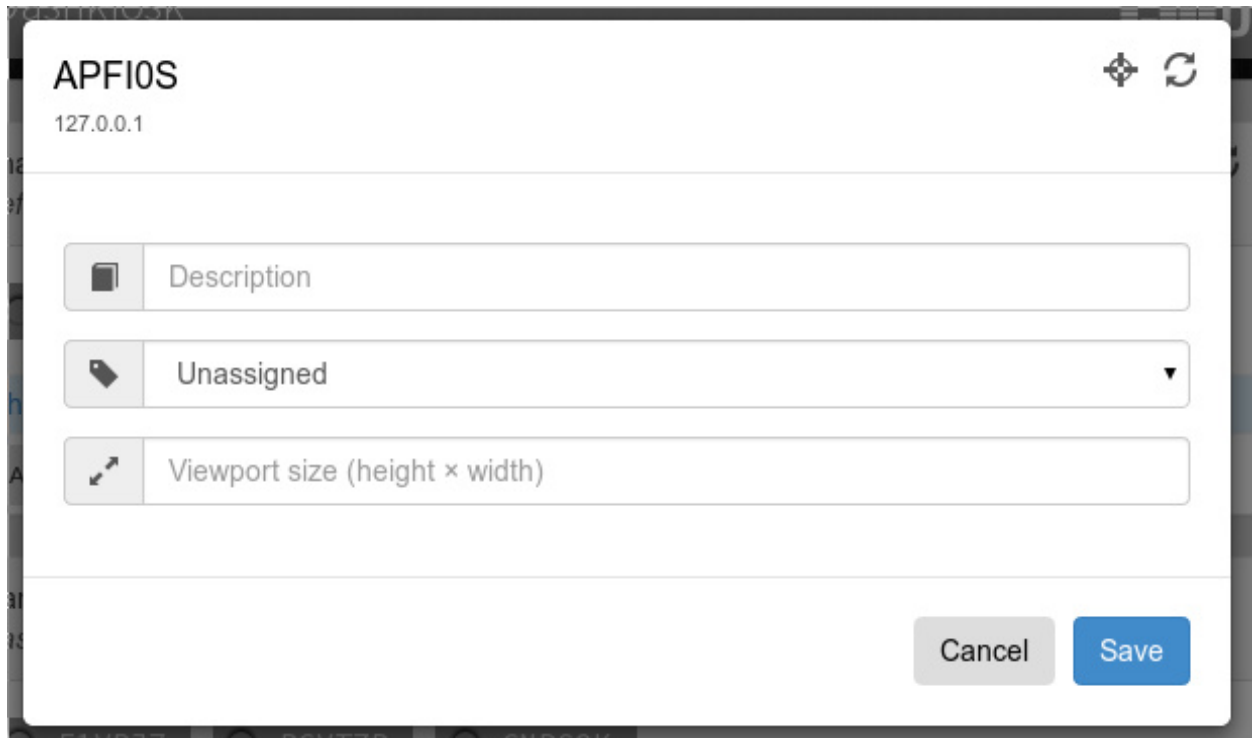 APFI0S
127.0.0.1
Description
Unassigned
Viewport size (height × width)
Cancel
Save